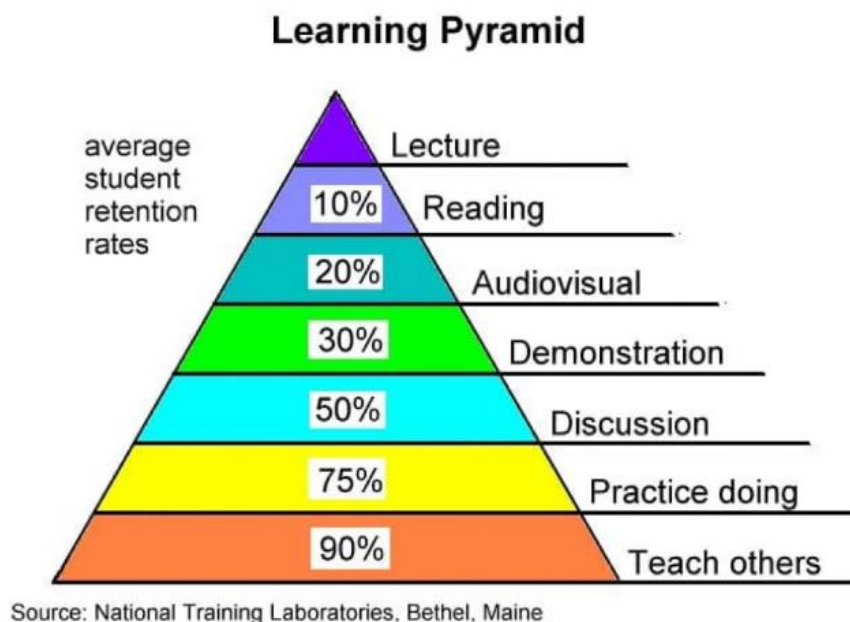 Learning Pyramid
average
student
retention
rates
Lecture
10%
Reading
20%
Audiovisual
30%
Demonstration
50%
Discussion
75%
Practice doing
90%
Teach others
Source: National Training Laboratories, Bethel, Maine